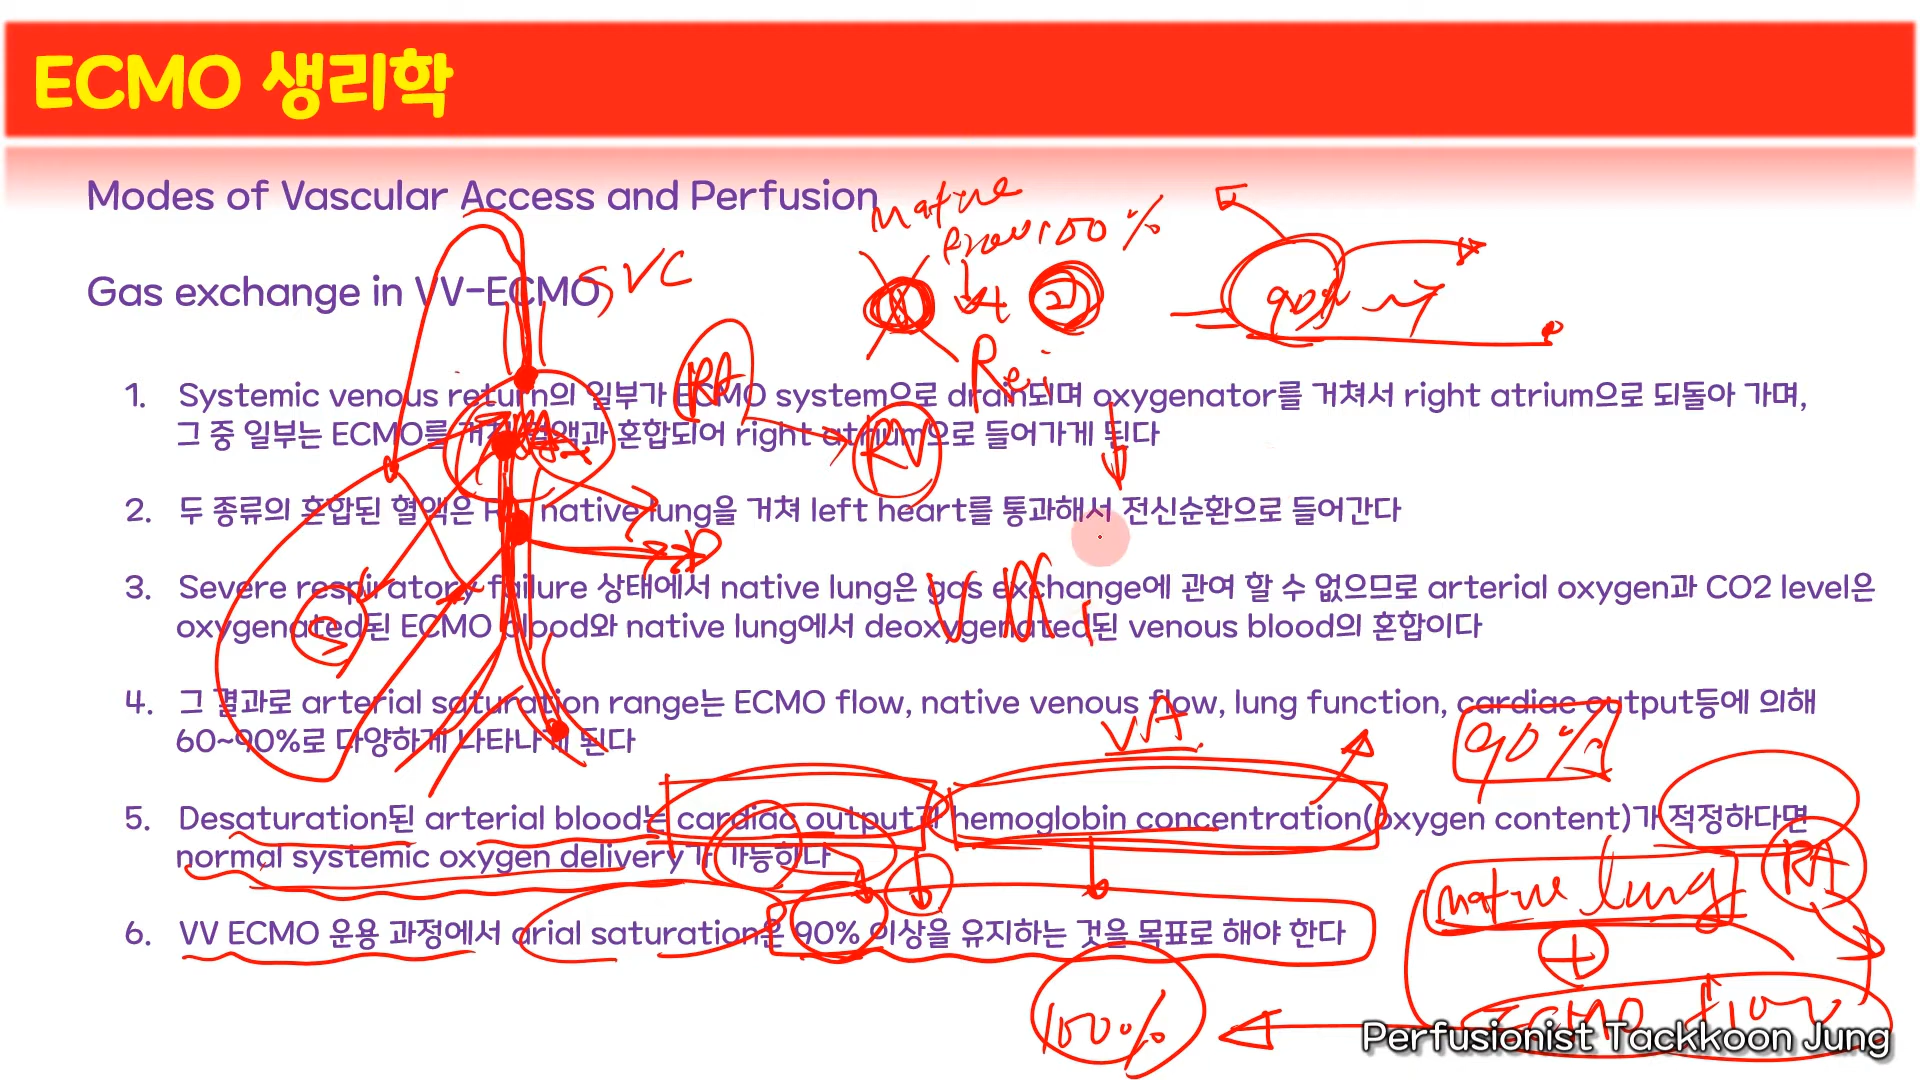 ECMO 생리학
Modes of Vascular Access and Perfusion
Gas exchange in VV-ECMO
SVC
mature
100 %
2
90%
RA
RV
1. Systemic venous return의 일부가 ECMO system으로 drain되며 oxygenator를 거쳐서 right atrium으로 되돌아 가며,
그 중 일부는 ECMO를 거친 혈액과 혼합되어 right atrium으로 들어가게 된다
2. 두 종류의 혼합된 혈액은 native lung을 거쳐 left heart를 통과해서 전신순환으로 들어간다
3. Severe respiratory failure 상태에서 native lung은 gas exchange에 관여 할 수 없으므로 arterial oxygen과 CO2 level은
oxygenated된 ECMO blood와 native lung에서 deoxygenated된 venous blood의 혼합이다
4. 그 결과로 arterial saturation range는 ECMO flow, native venous flow, lung function, cardiac output등에 의해
60~90%로 다양하게 나타나게 된다
VA
90%
5. Desaturation된 arterial blood는 cardiac output과 hemoglobin concentration(oxygen content)가 적정하다면
normal systemic oxygen delivery가 가능하다
native lung
RA
6. VV ECMO 운용 과정에서 arial saturation은 90% 이상을 유지하는 것을 목표로 해야 한다
+
ECMO flow
100%
Perfusionist Tackkoon Jung